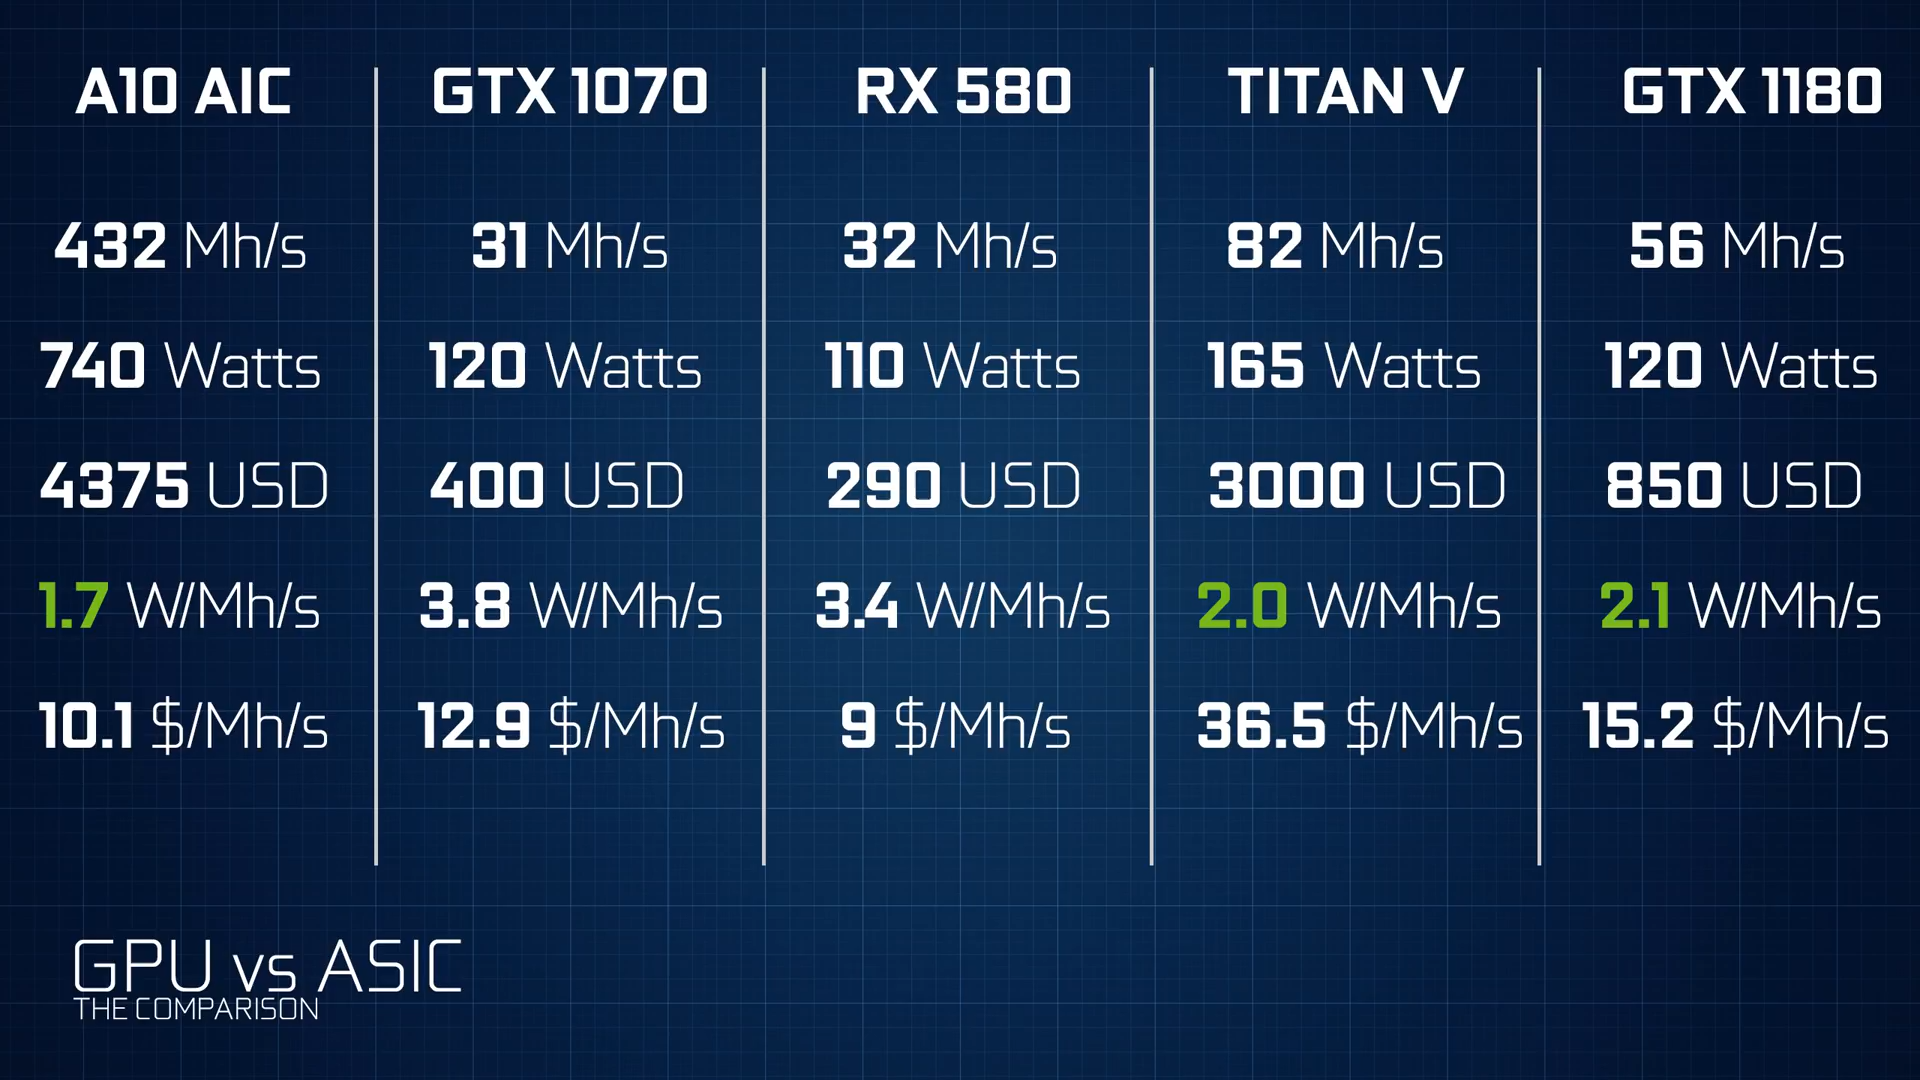 A10 AIC GTX 1070 RX 580 TITAN V GTX 1180
432 Mh/s 31 Mh/s 32 Mh/s 82 Mh/s 56 Mh/s
740 Watts 120 Watts 110 Watts 165 Watts 120 Watts
4375 USD 400 USD 290 USD 3000 USD 850 USD
1.7 W/Mh/s 3.8 W/Mh/s 3.4 W/Mh/s 2.0 W/Mh/s 2.1 W/Mh/s
10.1 $/Mh/s 12.9 $/Mh/s 9 $/Mh/s 36.5 $/Mh/s 15.2 $/Mh/s
GPU vs ASIC
THE COMPARISON